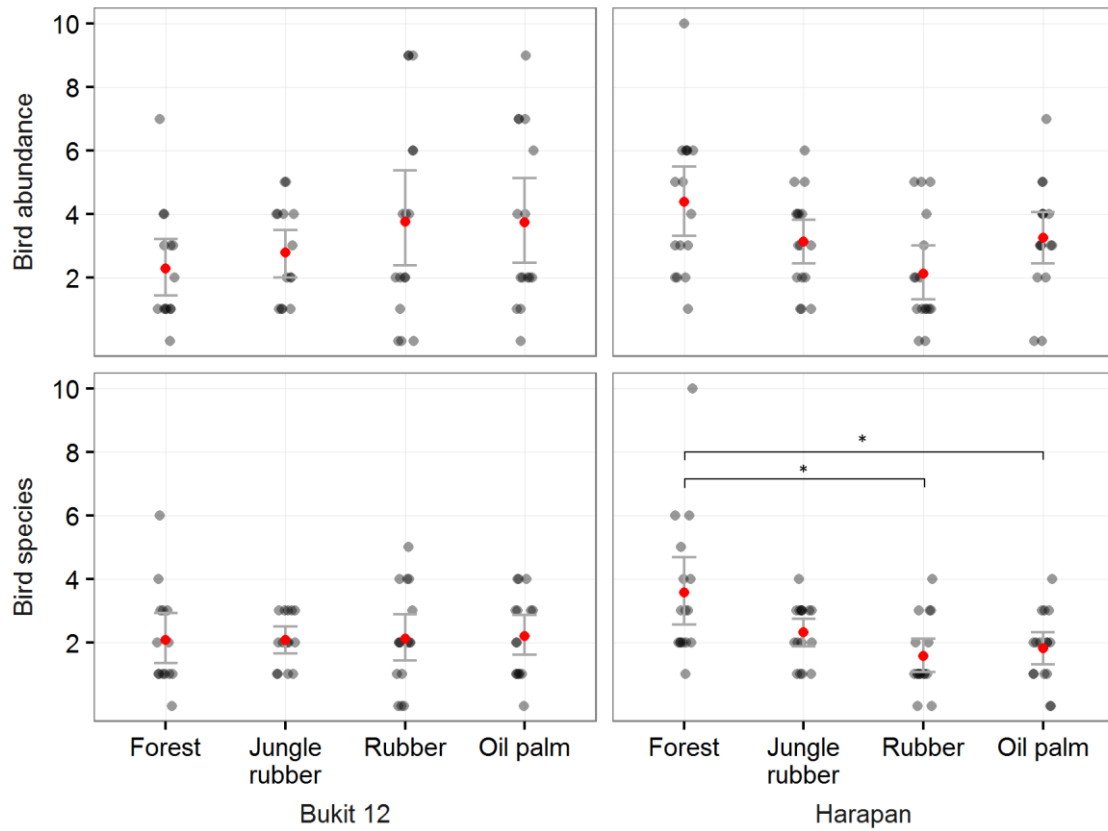 Bird abundance
10
8
6
4
2
Bird species
10
8
6
4
2
*
*
Forest
Jungle
rubber
Rubber
Oil palm
Forest
Jungle
rubber
Rubber
Oil palm
Bukit 12
Harapan